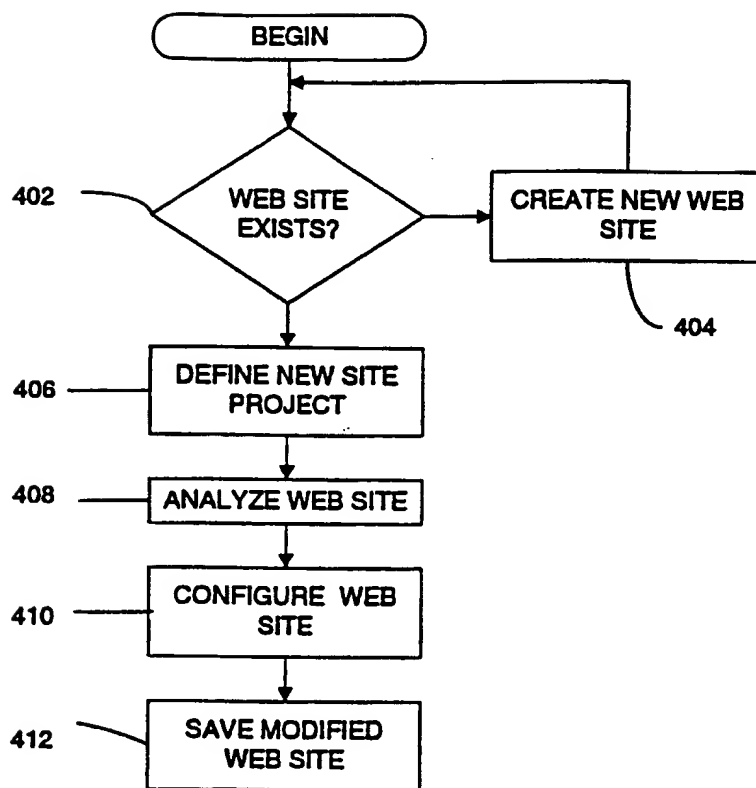 BEGIN
402
WEB SITE
EXISTS?
CREATE NEW WEB
SITE
404
406
DEFINE NEW SITE
PROJECT
408
ANALYZE WEB SITE
410
CONFIGURE WEB
SITE
412
SAVE MODIFIED
WEB SITE